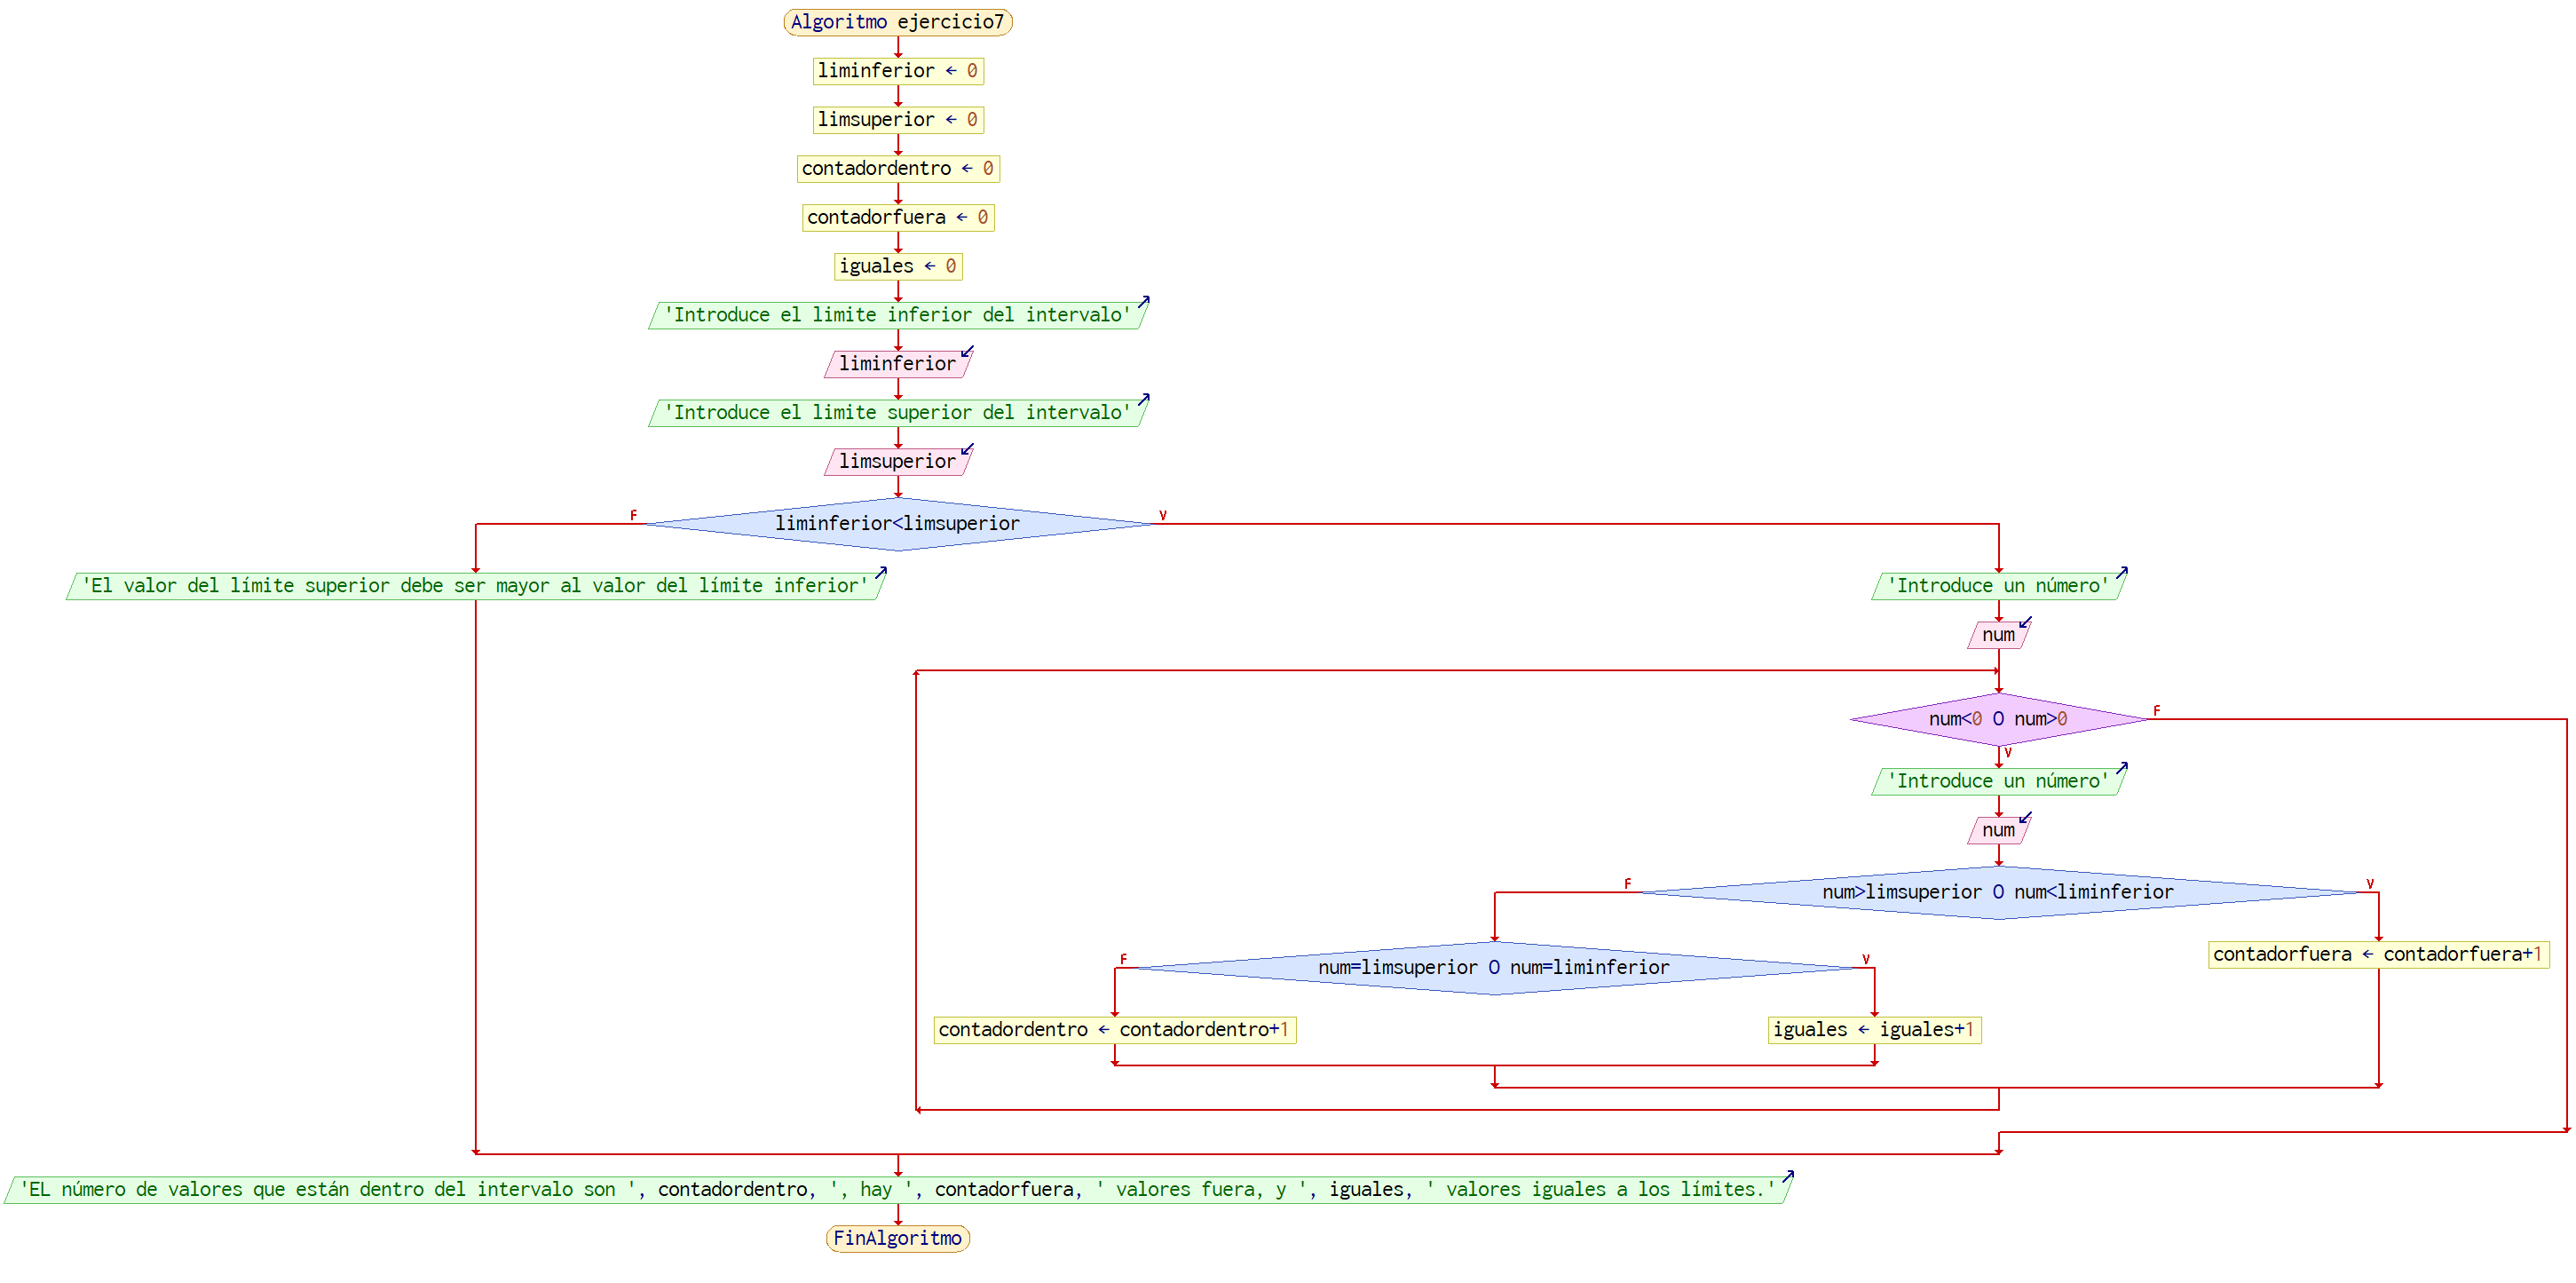 Algoritmo ejercicio7
liminferior ← 0
limsuperior ← 0
contadordentro ← 0
contadorfuera ← 0
iguales ← 0
'Introduce el limite inferior del intervalo'
liminferior
'Introduce el limite superior del intervalo'
limsuperior
F
liminferior<limsuperior
V
'El valor del límite superior debe ser mayor al valor del límite inferior'
'Introduce un número'
num
num<0 O num>0
F
V
'Introduce un número'
num
F
num>limsuperior O num<liminferior
V
F
num=limsuperior O num=liminferior
V
contadorfuera ← contadorfuera+1
contadordentro ← contadordentro+1
iguales ← iguales+1
'EL número de valores que están dentro del intervalo son ', contadordentro, ', hay ', contadorfuera, ' valores fuera, y ', iguales, ' valores iguales a los límites.'
FinAlgoritmo